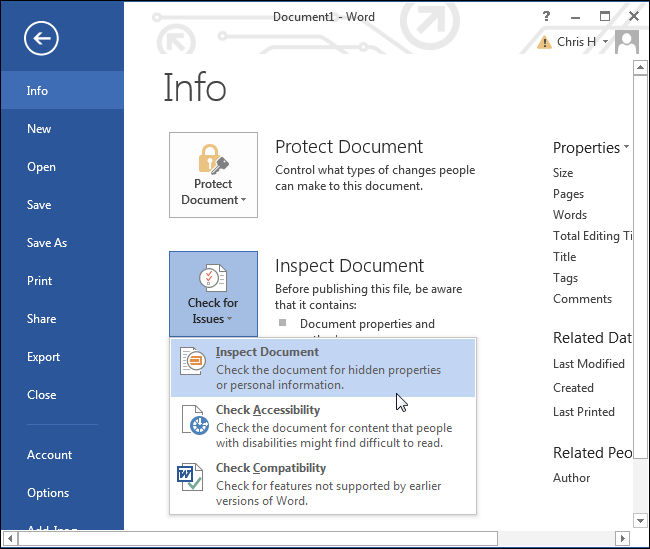 Document1 - Word
?
Chris H
Info
New
Open
Save
Save As
Print
Share
Export
Close
Account
Options
Info
Protect
Document
Protect Document
Control what types of changes people
can make to this document.
Check for
Issues
Inspect Document
Before publishing this file, be aware
that it contains:
Document properties and
Inspect Document
Check the document for hidden properties
or personal information.
Check Accessibility
Check the document for content that people
with disabilities might find difficult to read.
Check Compatibility
Check for features not supported by earlier
versions of Word.
Properties
Size
Pages
Words
Total Editing Ti
Title
Tags
Comments
Related Dat
Last Modified
Created
Last Printed
Related Peo
Author